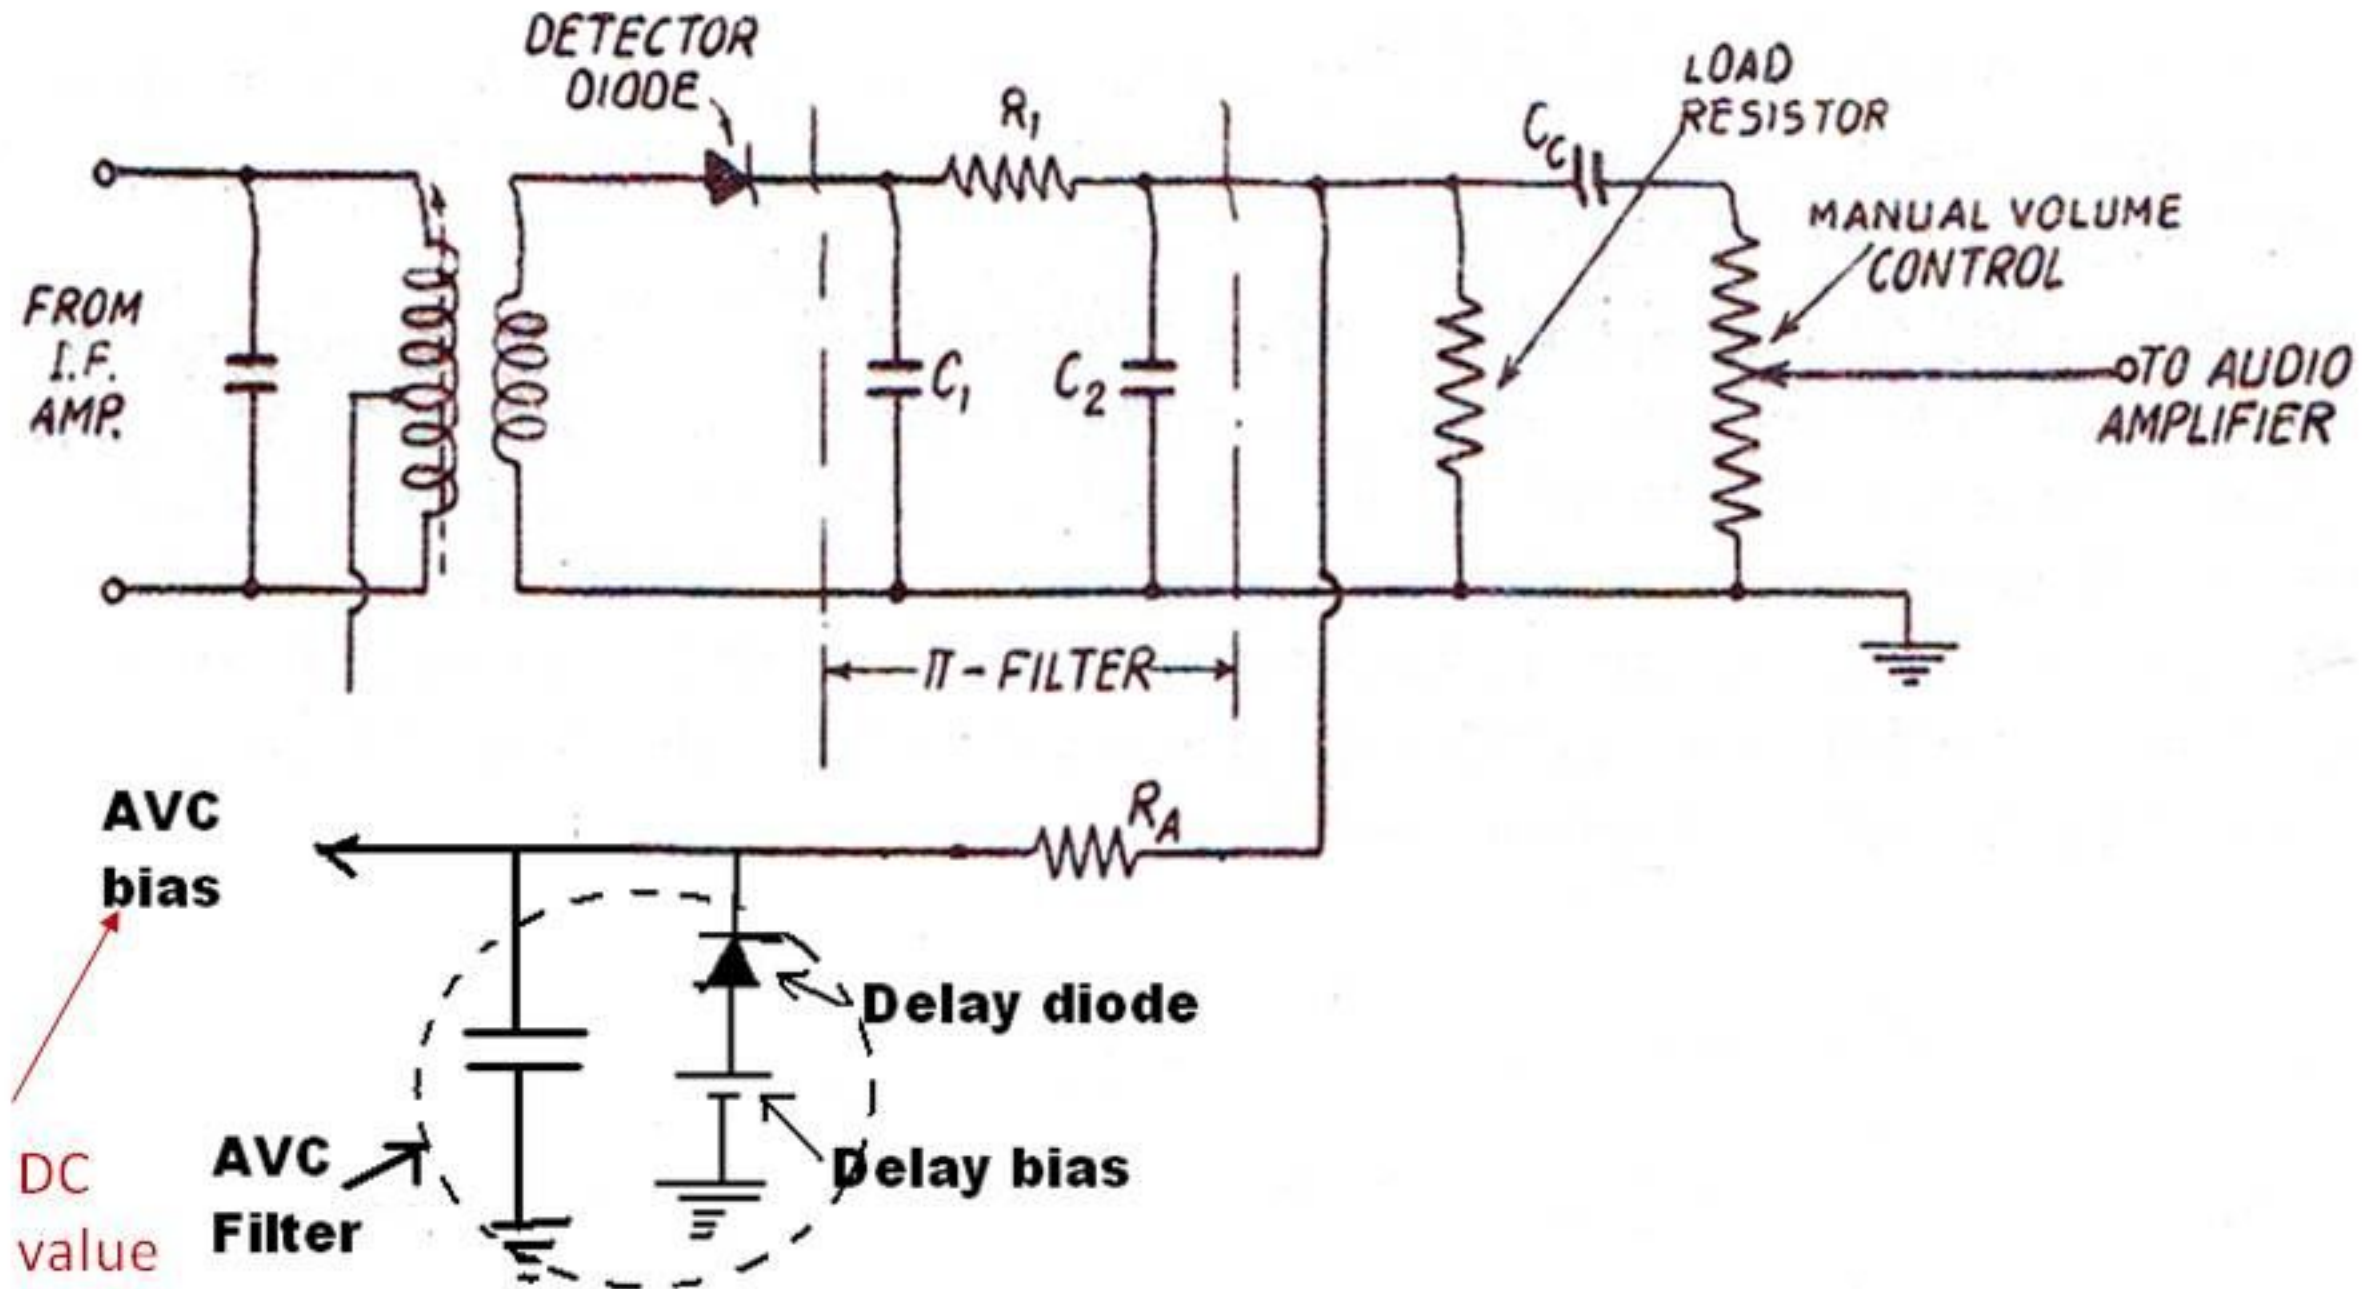 DETECTOR
DIODE
R1
CC
LOAD
RESISTOR
MANUAL VOLUME
CONTROL
FROM
I.F.
AMP.
C1
C2
TO AUDIO
AMPLIFIER
π-FILTER
RA
AVC
bias
Delay diode
Delay bias
AVC
Filter
DC
value